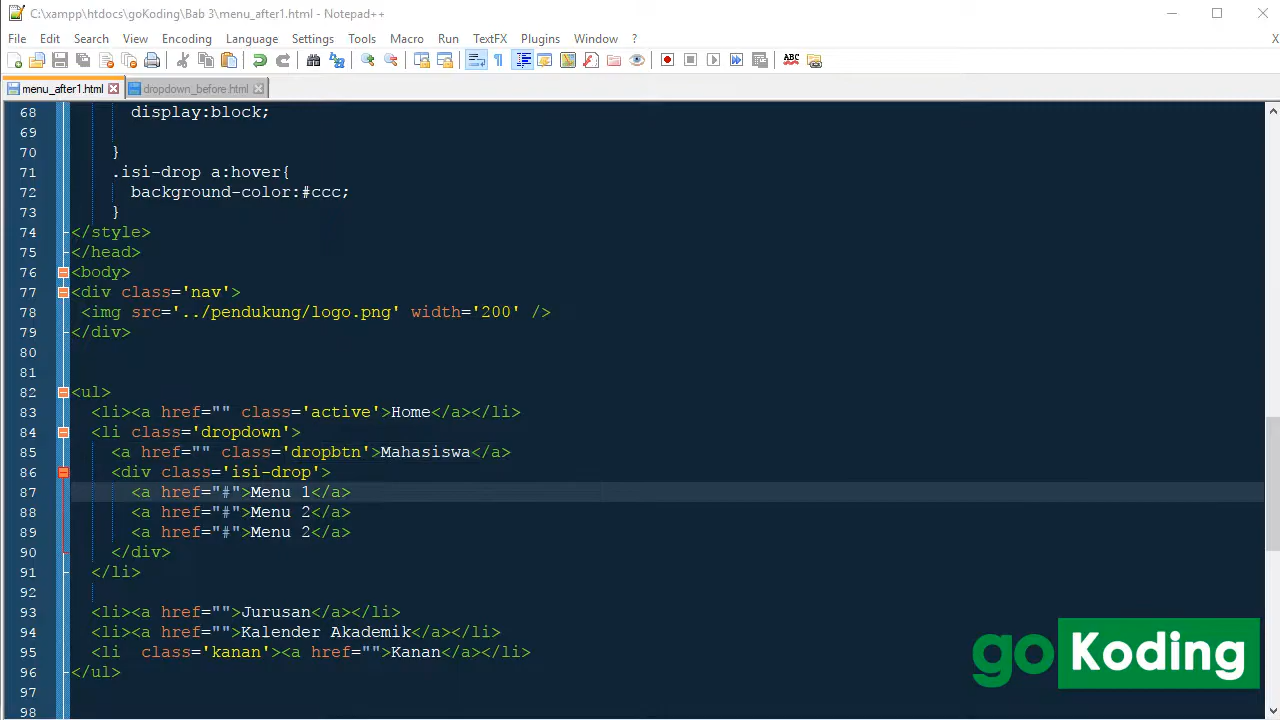 C:\xampp\htdocs\goKoding\Bab 3\menu_after1.html - Notepad++
File Edit Search View Encoding Language Settings Tools Macro Run TextFX Plugins Window ? X
menu_after1.html dropdown_before.html
68 display:block;
69
70 }
71 .isi-drop a:hover{
72 background-color:#ccc;
73 }
74 </style>
75 </head>
76 <body>
77 <div class='nav'>
78 <img src='../pendukung/logo.png' width='200' />
79 </div>
80
81
82 <ul>
83 <li><a href="" class='active'>Home</a></li>
84 <li class='dropdown'>
85 <a href="" class='dropbtn'>Mahasiswa</a>
86 <div class='isi-drop'>
87 <a href="#">Menu 1</a>
88 <a href="#">Menu 2</a>
89 <a href="#">Menu 2</a>
90 </div>
91 </li>
92
93 <li><a href="">Jurusan</a></li>
94 <li><a href="">Kalender Akademik</a></li>
95 <li  class='kanan'><a href="">Kanan</a></li>
96 </ul>
97
98
go Koding